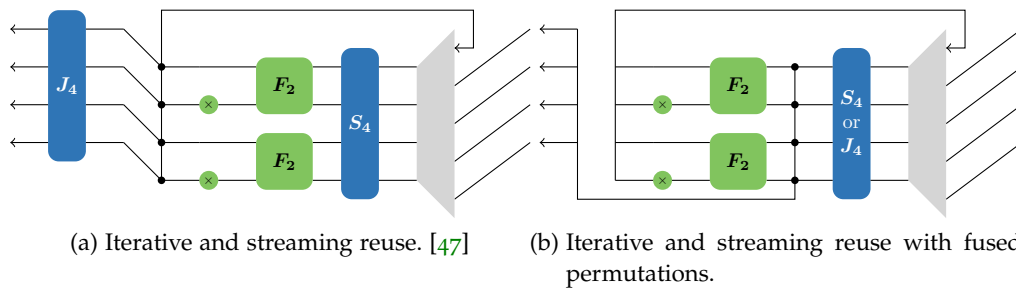 J₄
×
×
F₂
F₂
S₄
×
×
F₂
F₂
S₄
or
J₄
(a) Iterative and streaming reuse. [47]
(b) Iterative and streaming reuse with fused
permutations.